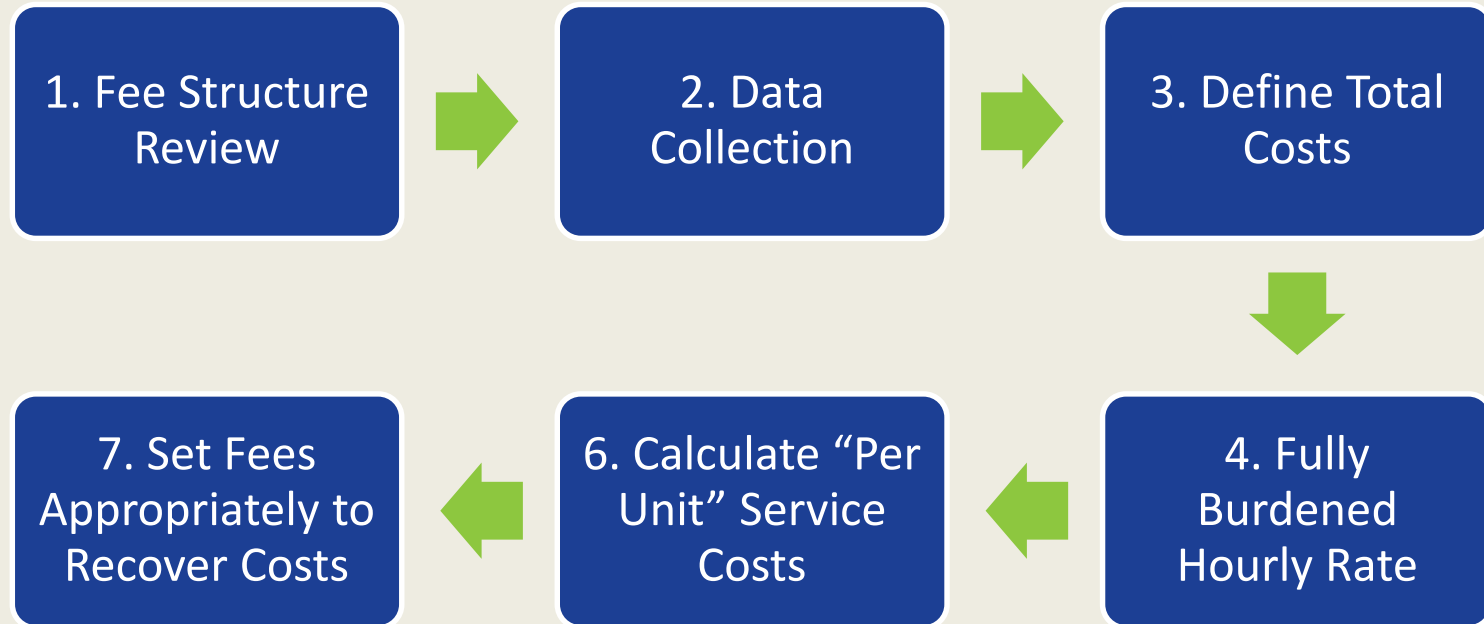 1. Fee Structure
Review
2. Data
Collection
3. Define Total
Costs
4. Fully
Burdened
Hourly Rate
6. Calculate “Per
Unit” Service
Costs
7. Set Fees
Appropriately to
Recover Costs